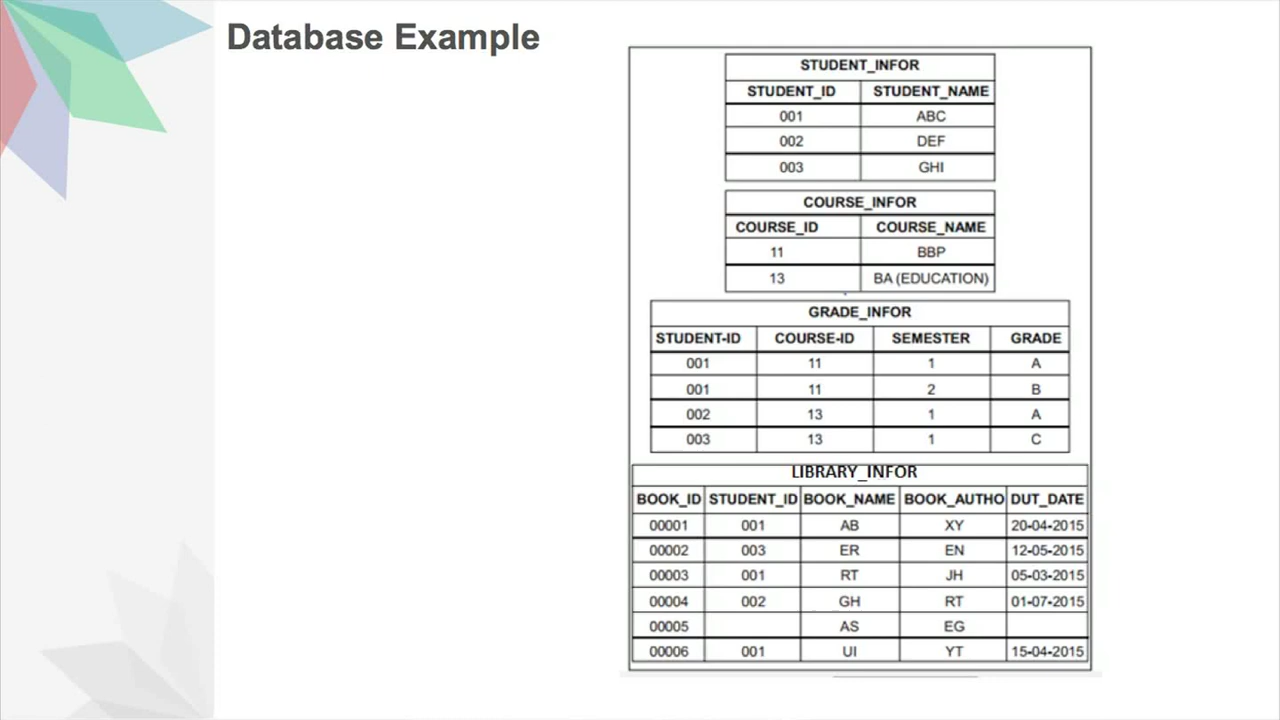 Database Example
STUDENT_INFOR
STUDENT_ID STUDENT_NAME
001 ABC
002 DEF
003 GHI
COURSE_INFOR
COURSE_ID COURSE_NAME
11 BBP
13 BA (EDUCATION)
GRADE_INFOR
STUDENT-ID COURSE-ID SEMESTER GRADE
001 11 1 A
001 11 2 B
002 13 1 A
003 13 1 C
LIBRARY_INFOR
BOOK_ID STUDENT_ID BOOK_NAME BOOK_AUTHO DUT_DATE
00001 001 AB XY 20-04-2015
00002 003 ER EN 12-05-2015
00003 001 RT JH 05-03-2015
00004 002 GH RT 01-07-2015
00005 AS EG
00006 001 UI YT 15-04-2015